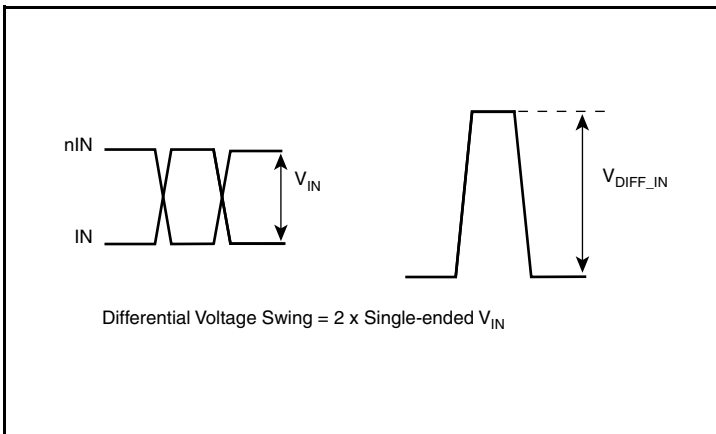 nIN
V_IN
IN
V_DIFF_IN
Differential Voltage Swing = 2 x Single-ended V_IN